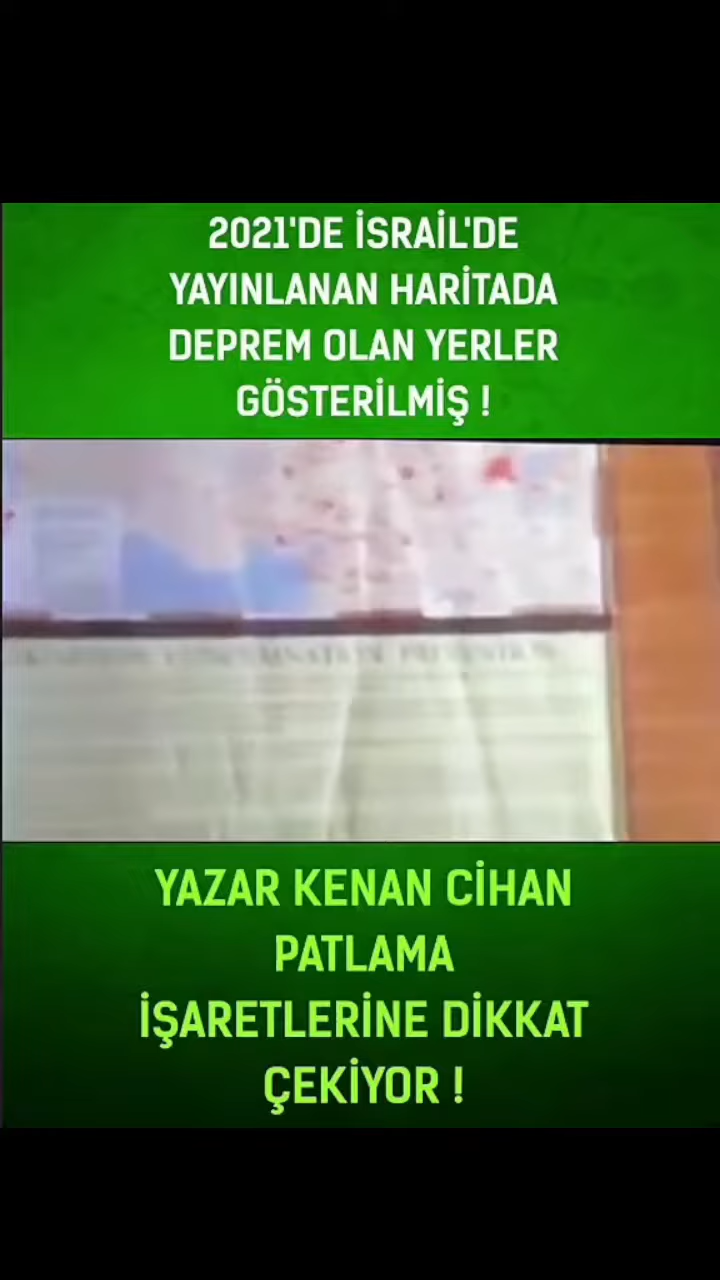 2021'DE İSRAİL'DE
YAYINLANAN HARİTADA
DEPREM OLAN YERLER
GÖSTERİLMİŞ !
YAZAR KENAN CİHAN
PATLAMA
İŞARETLERİNE DİKKAT
ÇEKİYOR !